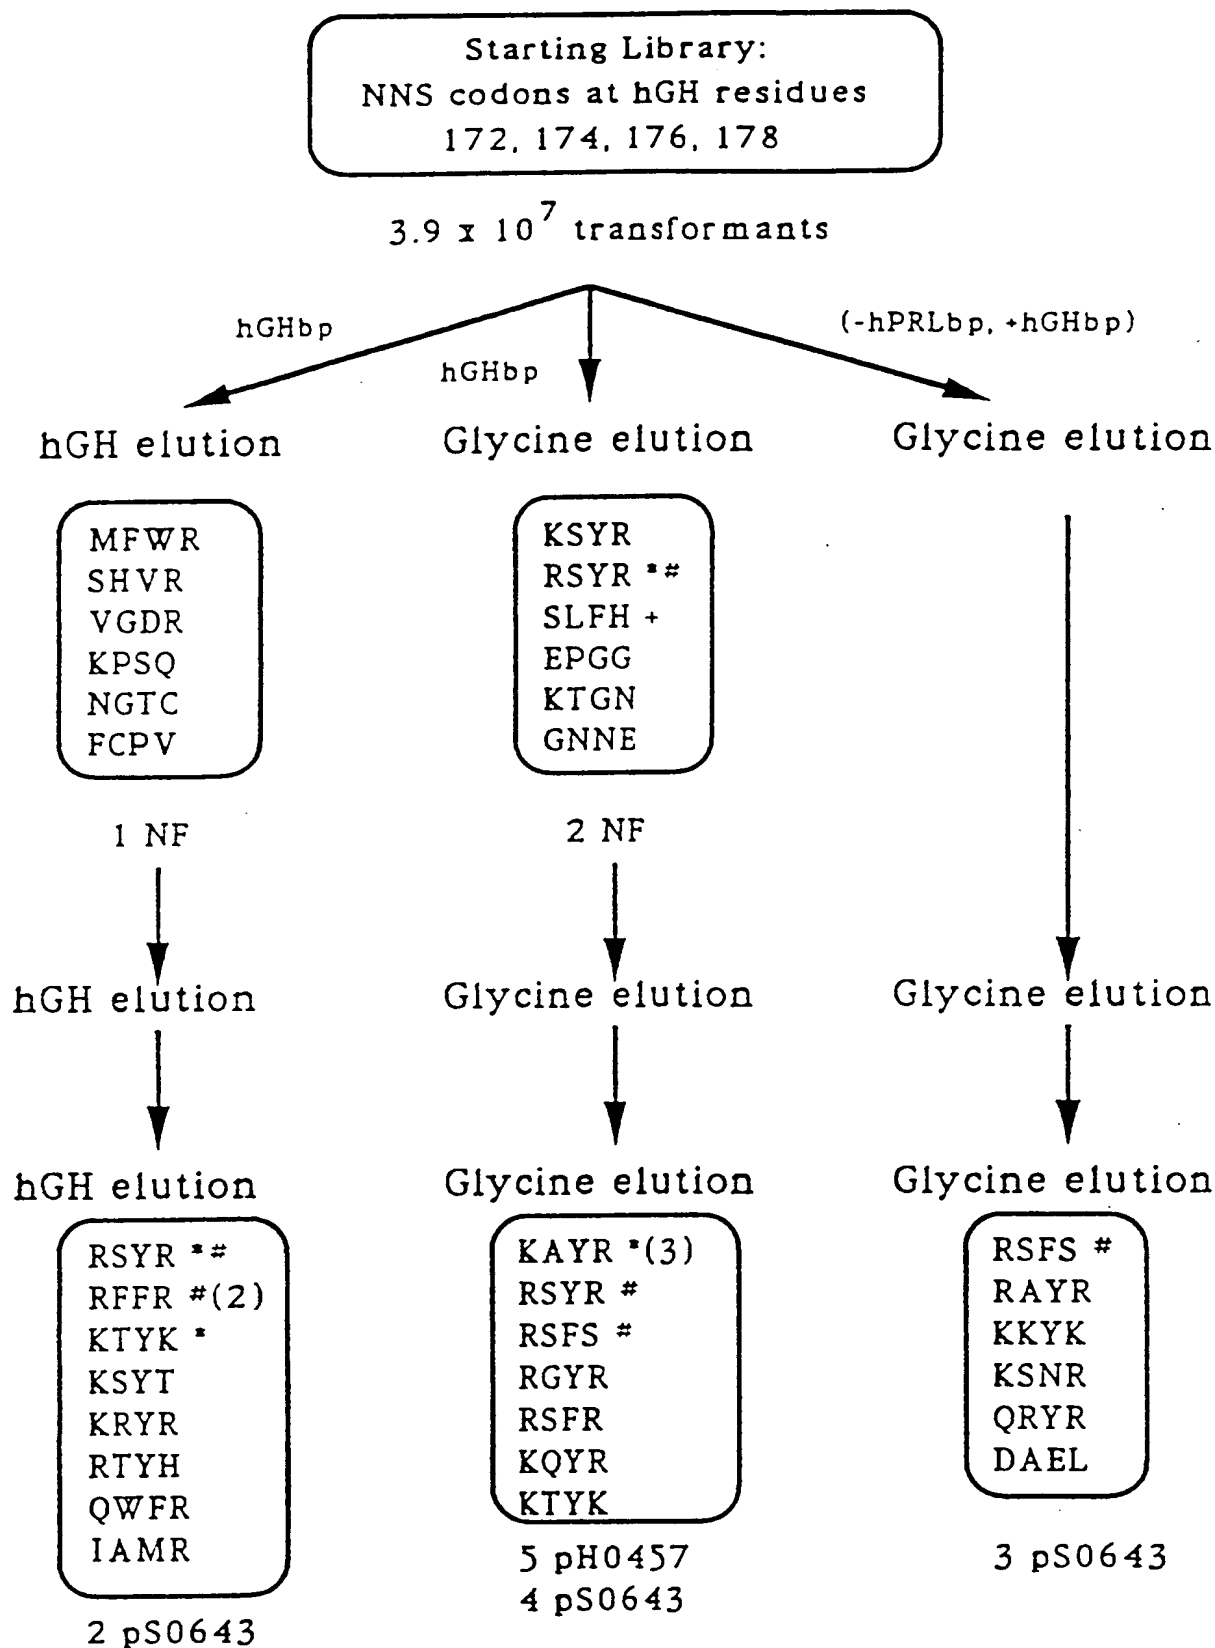 Starting Library:
NNS codons at hGH residues
172, 174, 176, 178
3.9 x 10^7 transformants
hGHbp
hGHbp
(-hPRLbp, +hGHbp)
hGH elution
Glycine elution
Glycine elution
MFWR
SHVR
VGDR
KPSQ
NGTC
FCPV
1 NF
KSYR
RSYR *#
SLFH +
EPGG
KTGN
GNNE
2 NF
hGH elution
Glycine elution
Glycine elution
hGH elution
RSYR *#
RFFR #(2)
KTYK *
KSYT
KRYR
RTYH
QWFR
IAMR
2 pS0643
Glycine elution
KAYR *(3)
RSYR #
RSFS #
RGYR
RSFR
KQYR
KTYK
5 pH0457
4 pS0643
Glycine elution
RSFS #
RAYR
KKYK
KSNR
QRYR
DAEL
3 pS0643